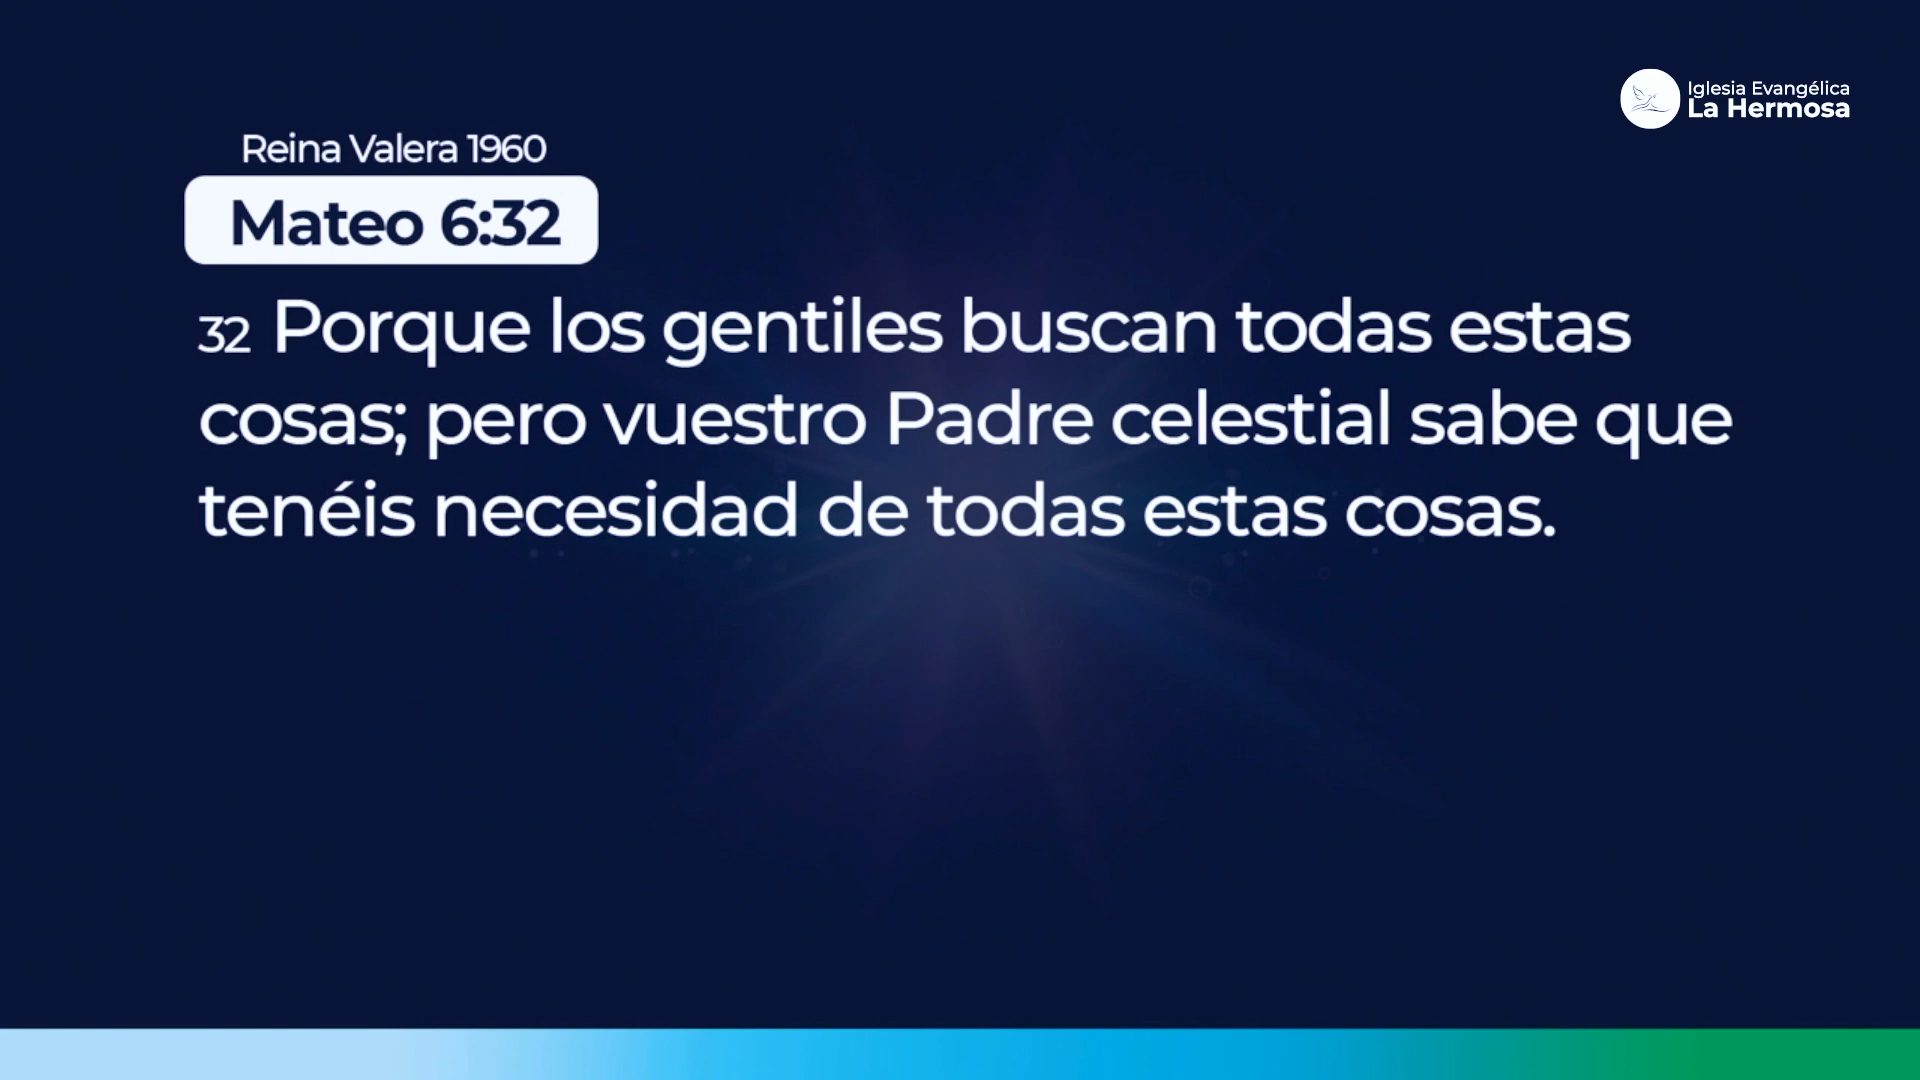 Iglesia Evangélica
La Hermosa
Reina Valera 1960
Mateo 6:32
32 Porque los gentiles buscan todas estas
cosas; pero vuestro Padre celestial sabe que
tenéis necesidad de todas estas cosas.